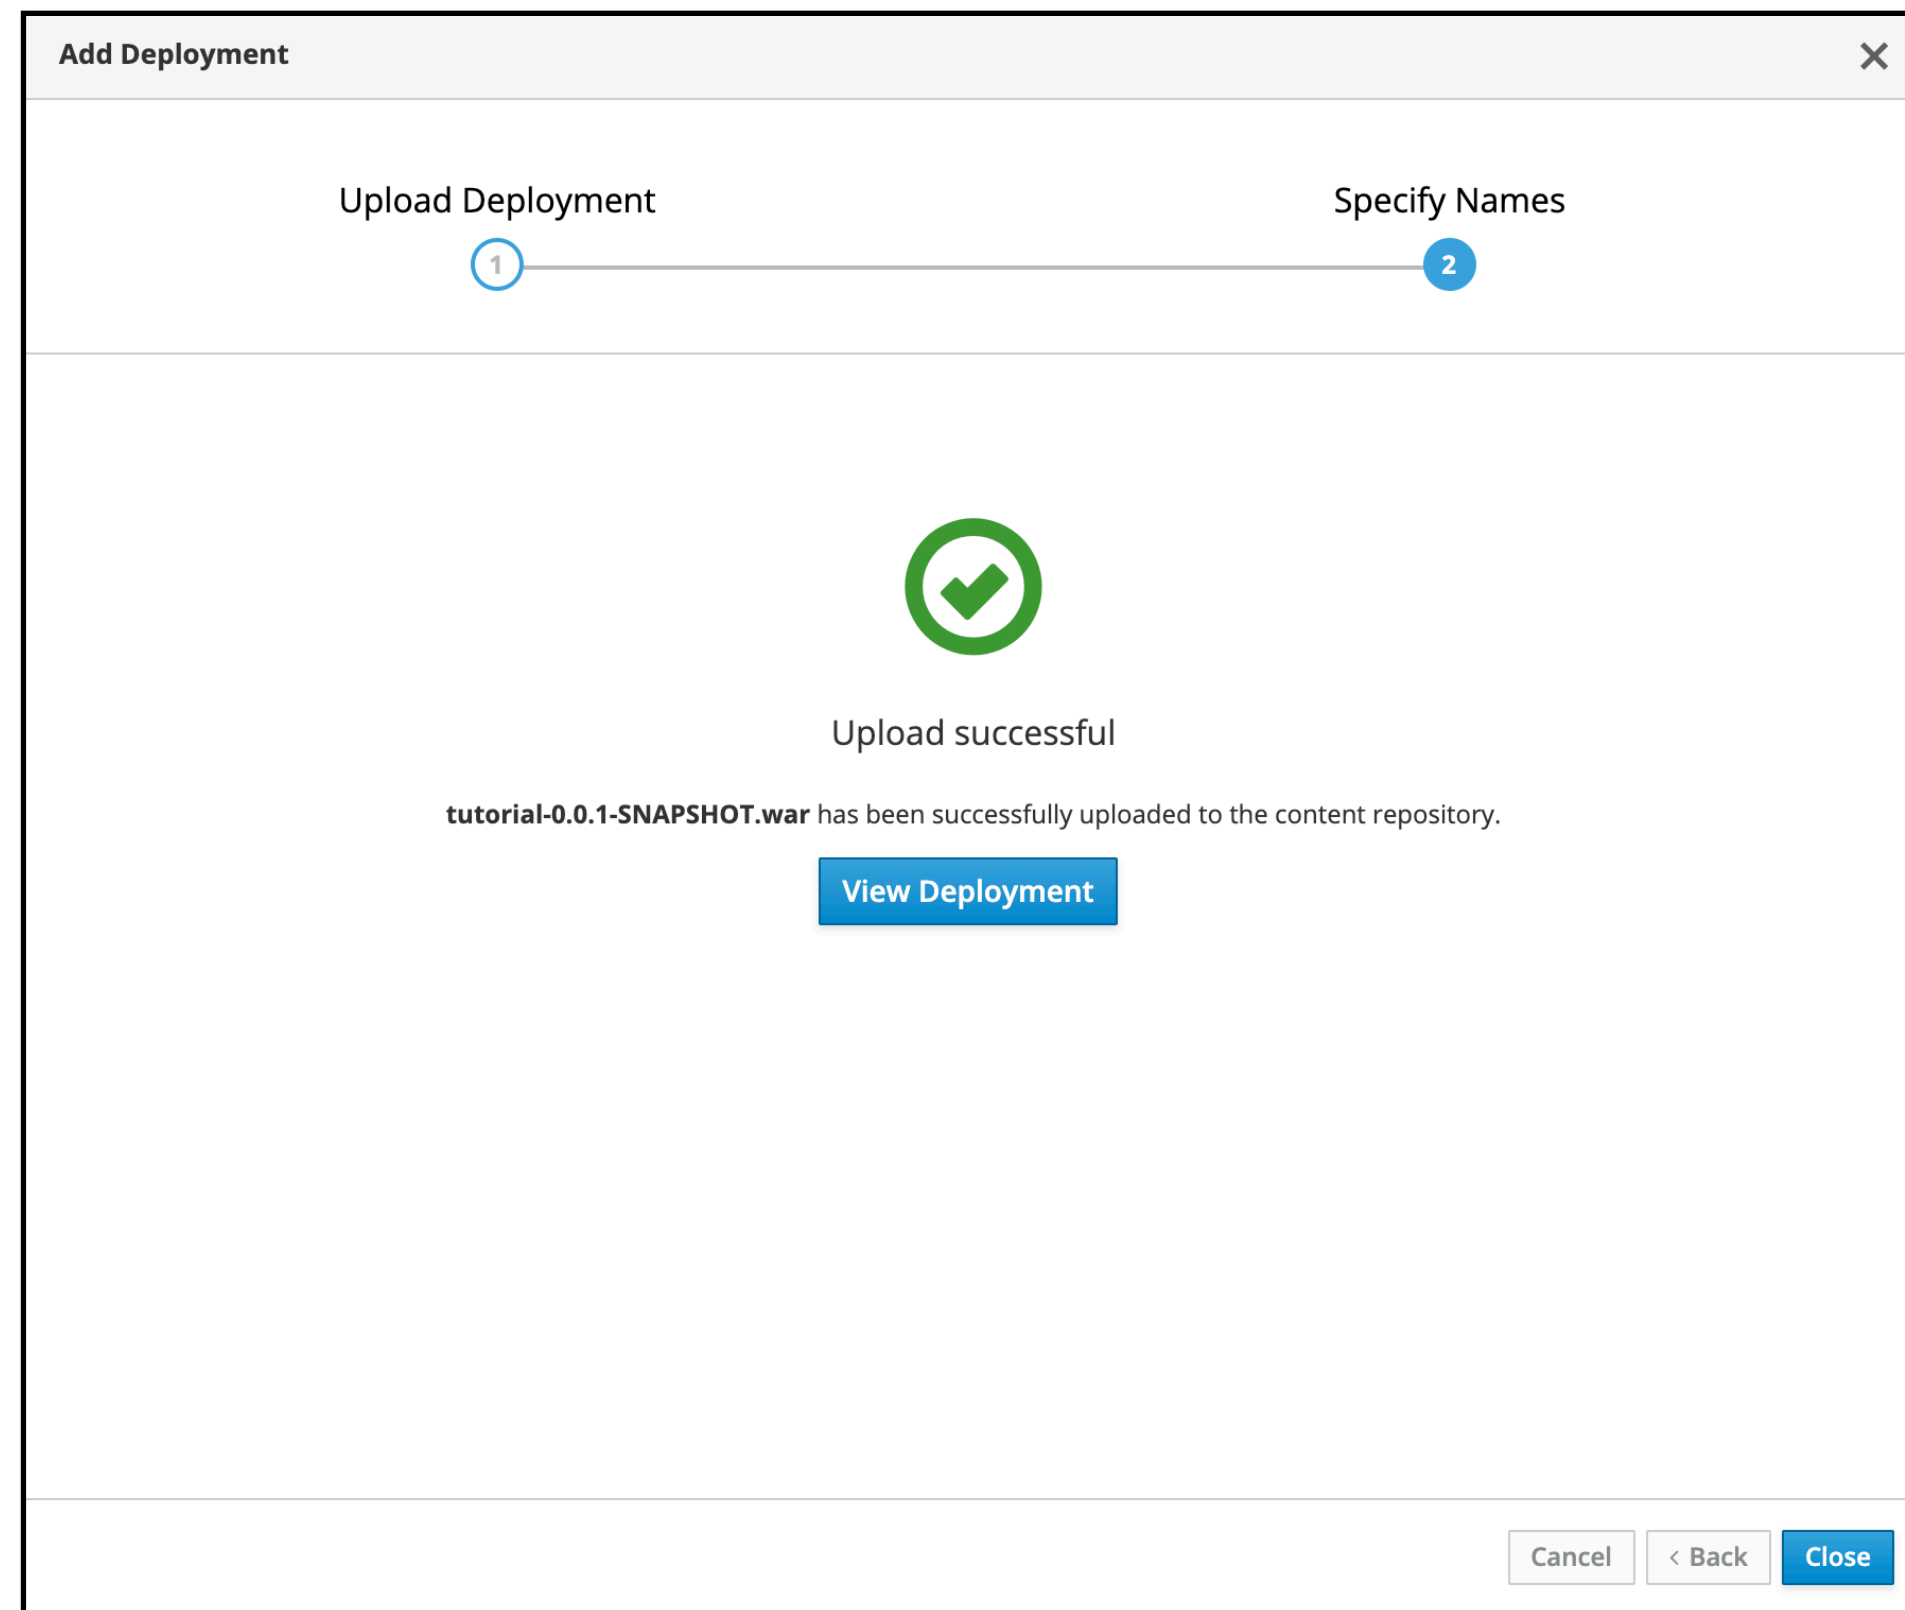 Add Deployment
Upload Deployment
Specify Names
1
2
Upload successful
tutorial-0.0.1-SNAPSHOT.war has been successfully uploaded to the content repository.
View Deployment
Cancel
< Back
Close